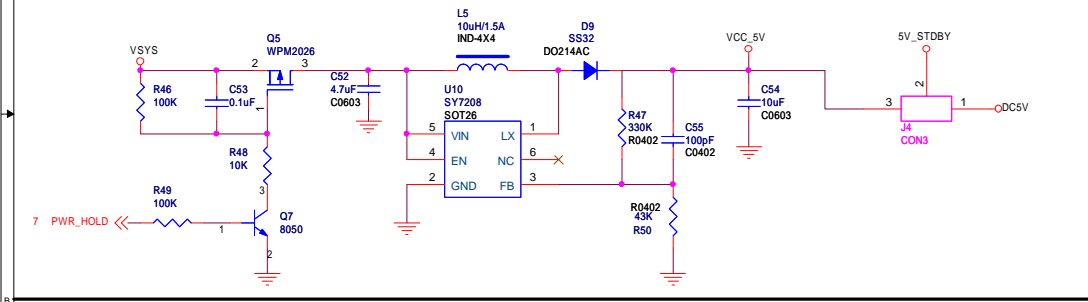 L5
10uH/1.5A
IND-4X4
D9
SS32
DO214AC
VCC_5V
5V_STDBY
VSYS
Q5
WPM2026
2
3
1
R46
100K
C53
0.1uF
C52
4.7uF
C0603
U10
SY7208
SOT26
5 VIN
LX 1
4 EN
NC 6
2 GND
FB 3
R47
330K
R0402
C55
100pF
C0402
C54
10uF
C0603
2
3
1
DC5V
J4
CON3
R48
10K
R49
100K
7 PWR_HOLD
1
3
2
Q7
8050
R0402
43K
R50
B